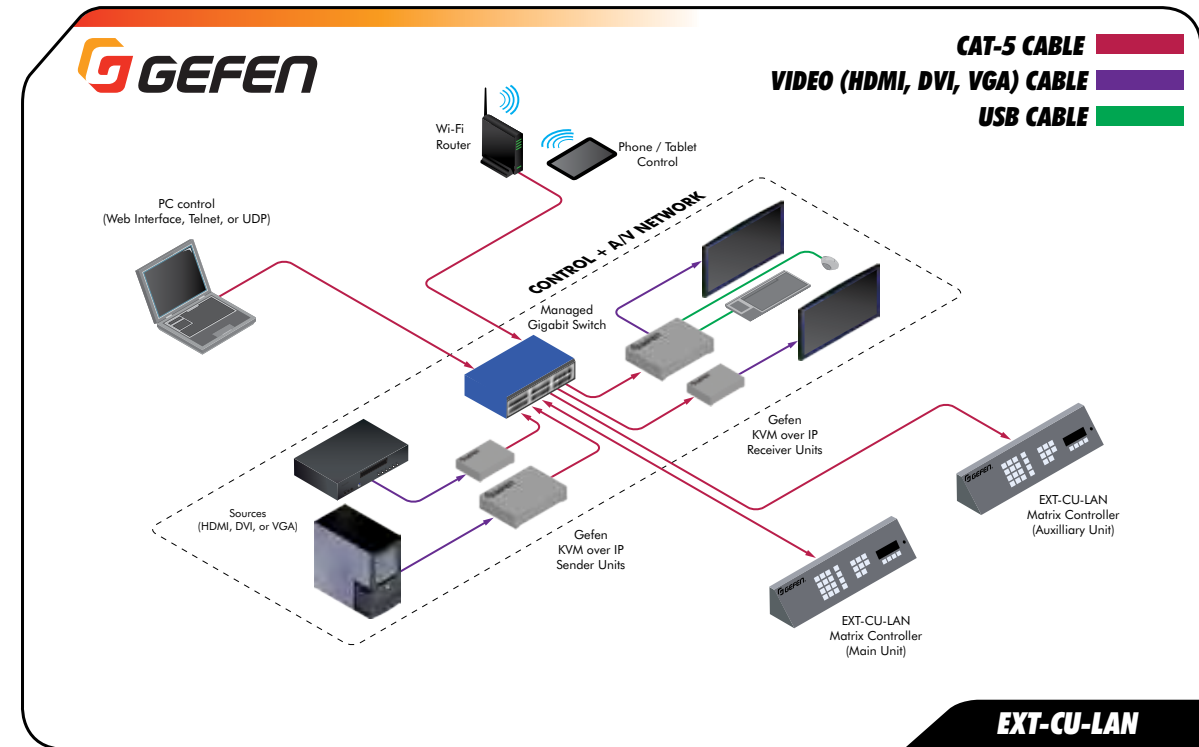 GEFEN
CAT-5 CABLE
VIDEO (HDMI, DVI, VGA) CABLE
USB CABLE
Wi-Fi
Router
Phone / Tablet
Control
PC control
(Web Interface, Telnet, or UDP)
CONTROL + A/V NETWORK
Managed
Gigabit Switch
GEFEN
Gefen
KVM over IP
Receiver Units
Sources
(HDMI, DVI, or VGA)
Gefen
KVM over IP
Sender Units
GEFEN
EXT-CU-LAN
Matrix Controller
(Auxilliary Unit)
GEFEN
EXT-CU-LAN
Matrix Controller
(Main Unit)
EXT-CU-LAN